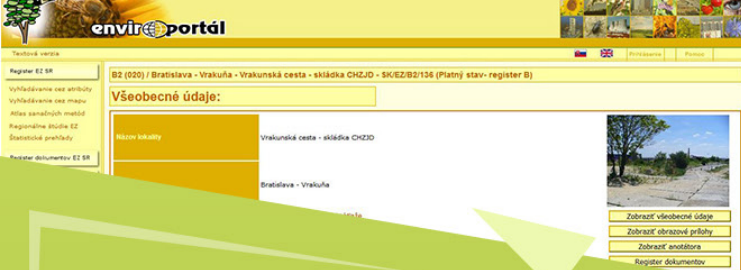 enviroportál
Textová verzia
Prihlásenie Pomoc
Register EZ SR
Vyhľadávanie cez atribúty
Vyhľadávanie cez mapu
Atlas sanačných metód
Regionálne štúdie EZ
Štatistické prehľady
Register dokumentov EZ SR
B2 (020) / Bratislava - Vrakuňa - Vrakunská cesta - skládka CHZJD - SK/EZ/B2/136 (Platný stav- register B)
Všeobecné údaje:
Názov lokality
Vrakunská cesta - skládka CHZJD
Bratislava - Vrakuňa
Zobraziť všeobecné údaje
Zobraziť obrazové prílohy
Zobraziť anotátora
Register dokumentov